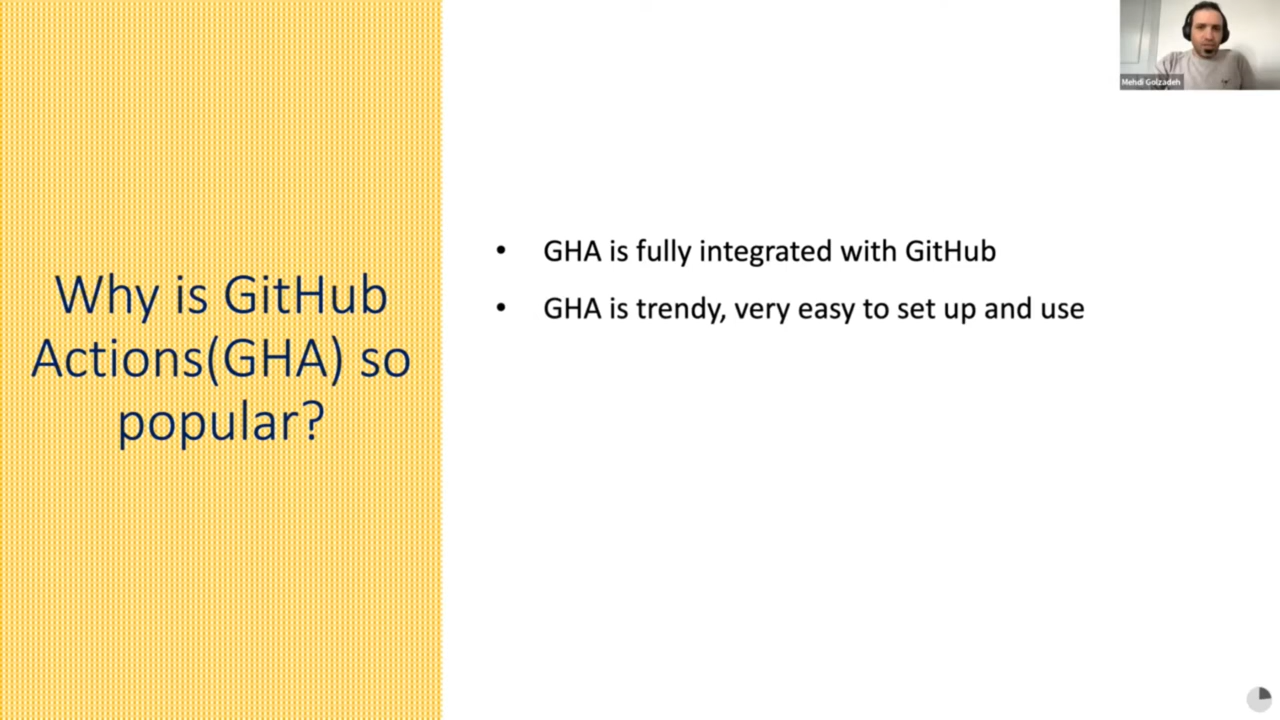 Why is GitHub
Actions(GHA) so
popular?
• GHA is fully integrated with GitHub
• GHA is trendy, very easy to set up and use
Mehdi Golzadeh